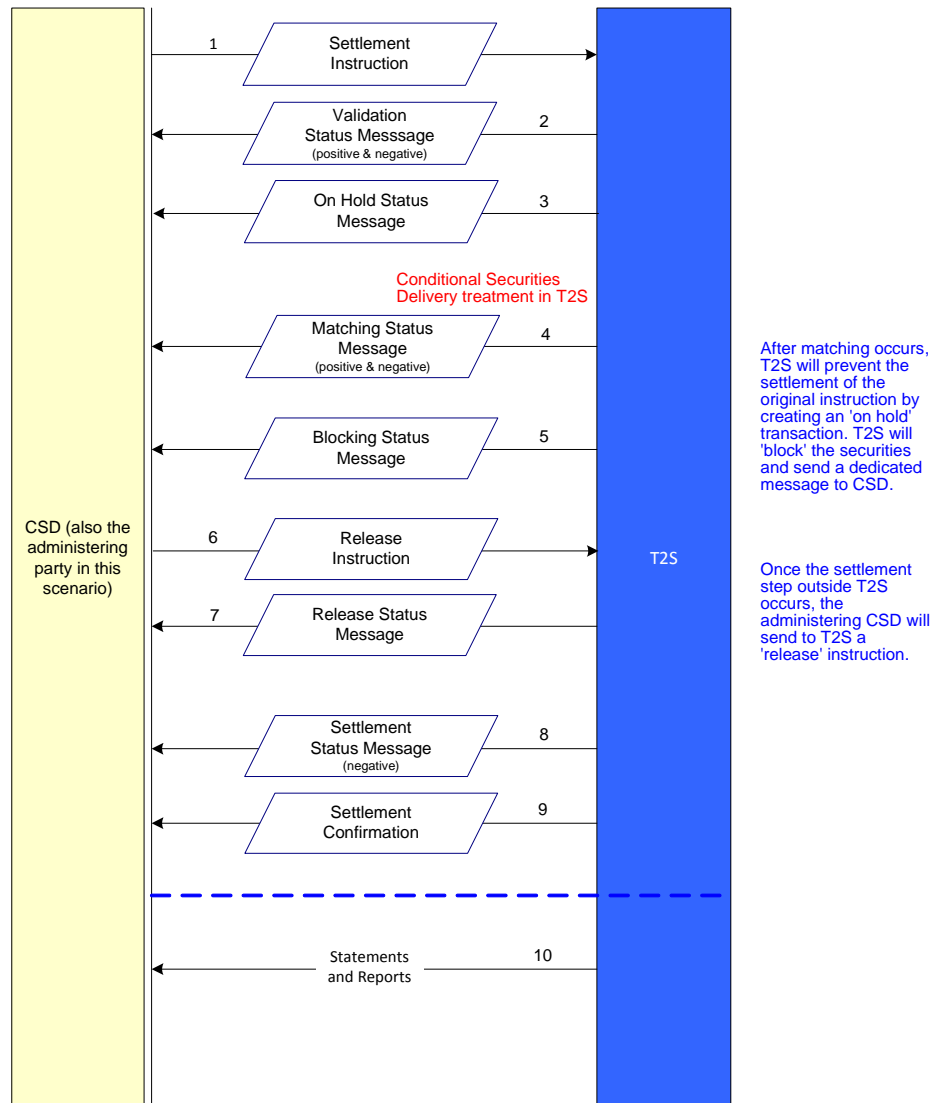 1
Settlement
Instruction
Validation
Status Messsage
(positive & negative)
2
On Hold Status
Message
3
Conditional Securities
Delivery treatment in T2S
Matching Status
Message
(positive & negative)
4
After matching occurs,
T2S will prevent the
settlement of the
original instruction by
creating an 'on hold'
transaction. T2S will
'block' the securities
and send a dedicated
message to CSD.
Blocking Status
Message
5
CSD (also the
administering
party in this
scenario)
6
Release
Instruction
T2S
Once the settlement
step outside T2S
occurs, the
administering CSD will
send to T2S a
'release' instruction.
7
Release Status
Message
Settlement
Status Message
(negative)
8
Settlement
Confirmation
9
Statements
and Reports
10